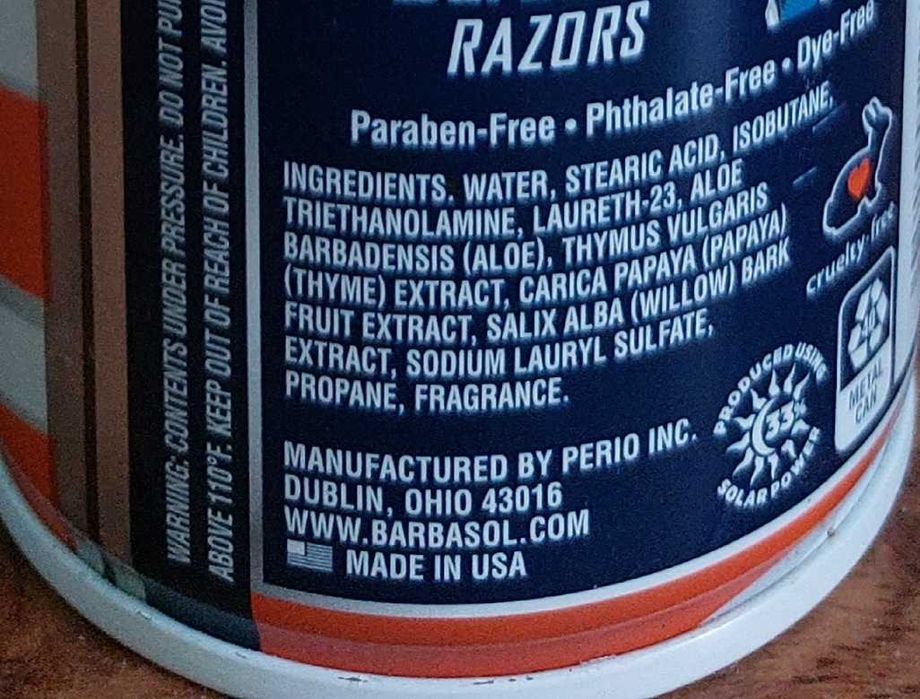 RAZORS
Paraben-Free • Phthalate-Free • Dye-Free
INGREDIENTS. WATER, STEARIC ACID, ISOBUTANE,
TRIETHANOLAMINE, LAURETH-23, ALOE
BARBADENSIS (ALOE), THYMUS VULGARIS
(THYME) EXTRACT, CARICA PAPAYA (PAPAYA)
FRUIT EXTRACT, SALIX ALBA (WILLOW) BARK
EXTRACT, SODIUM LAURYL SULFATE,
PROPANE, FRAGRANCE.
MANUFACTURED BY PERIO INC.
DUBLIN, OHIO 43016
WWW.BARBASOL.COM
MADE IN USA
cruelty-free
40
METAL
CAN
PRODUCED USING
33%
SOLAR POWER
WARNING: CONTENTS UNDER PRESSURE. DO NOT
ABOVE 110°F. KEEP OUT OF REACH OF CHILDREN.